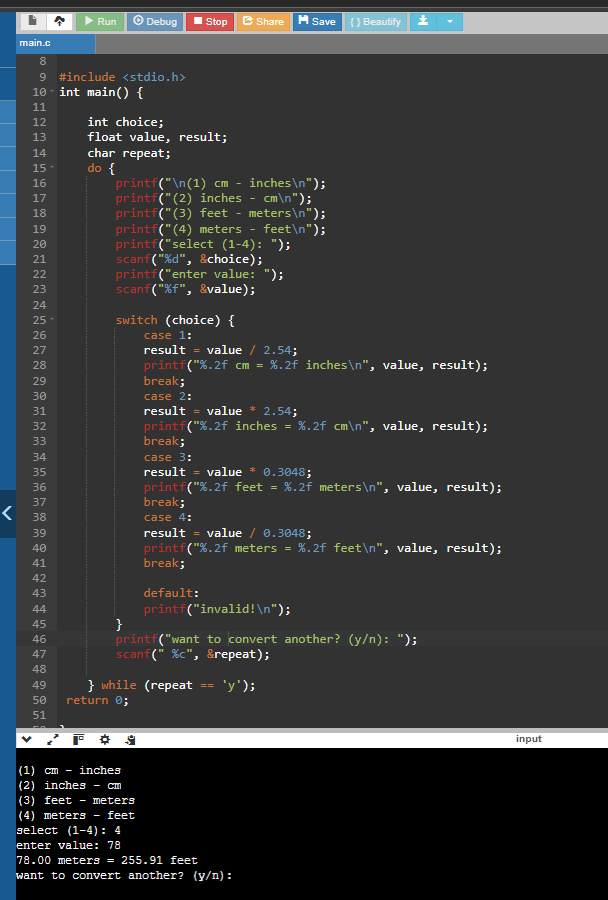 Run Debug Stop Share Save { } Beautify
main.c
8
9 #include <stdio.h>
10 int main() {
11
12 int choice;
13 float value, result;
14 char repeat;
15 do {
16 printf("\n(1) cm - inches\n");
17 printf("(2) inches - cm\n");
18 printf("(3) feet - meters\n");
19 printf("(4) meters - feet\n");
20 printf("select (1-4): ");
21 scanf("%d", &choice);
22 printf("enter value: ");
23 scanf("%f", &value);
24
25 switch (choice) {
26 case 1:
27 result = value / 2.54;
28 printf("%.2f cm = %.2f inches\n", value, result);
29 break;
30 case 2:
31 result = value * 2.54;
32 printf("%.2f inches = %.2f cm\n", value, result);
33 break;
34 case 3:
35 result = value * 0.3048;
36 printf("%.2f feet = %.2f meters\n", value, result);
37 break;
38 case 4:
39 result = value / 0.3048;
40 printf("%.2f meters = %.2f feet\n", value, result);
41 break;
42
43 default:
44 printf("invalid!\n");
45 }
46 printf("want to convert another? (y/n): ");
47 scanf(" %c", &repeat);
48
49 } while (repeat == 'y');
50 return 0;
51
input
(1) cm - inches
(2) inches - cm
(3) feet - meters
(4) meters - feet
select (1-4): 4
enter value: 78
78.00 meters = 255.91 feet
want to convert another? (y/n):